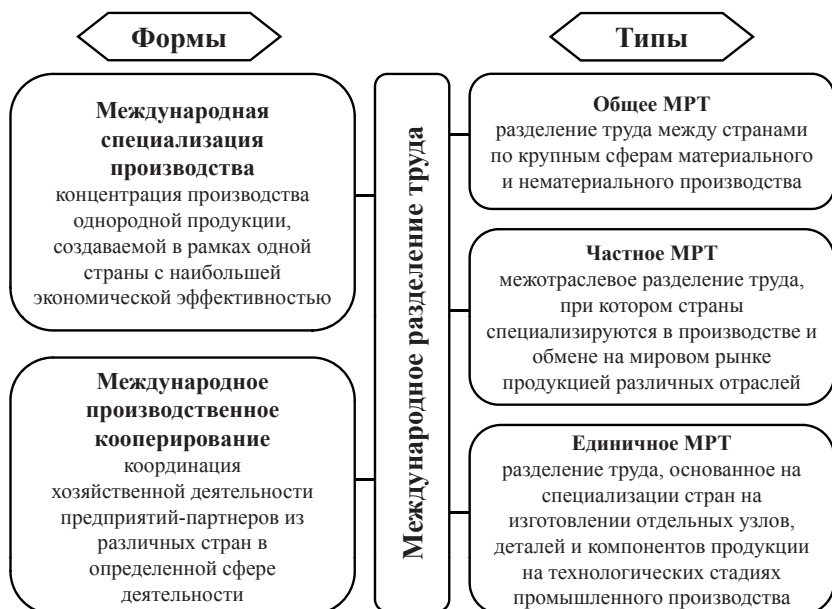 Формы
Международная
специализация
производства
концентрация производства
однородной продукции,
создаваемой в рамках одной
страны с наибольшей
экономической эффективностью
Международное
производственное
кооперирование
координация
хозяйственной деятельности
предприятий-партнеров из
различных стран в
определенной сфере
деятельности
Международное разделение труда
Типы
Общее МРТ
разделение труда между странами
по крупным сферам материального
и нематериального производства
Частное МРТ
межотраслевое разделение труда,
при котором страны
специализируются в производстве и
обмене на мировом рынке
продукцией различных отраслей
Единичное МРТ
разделение труда, основанное на
специализации стран на
изготовлении отдельных узлов,
деталей и компонентов продукции
на технологических стадиях
промышленного производства